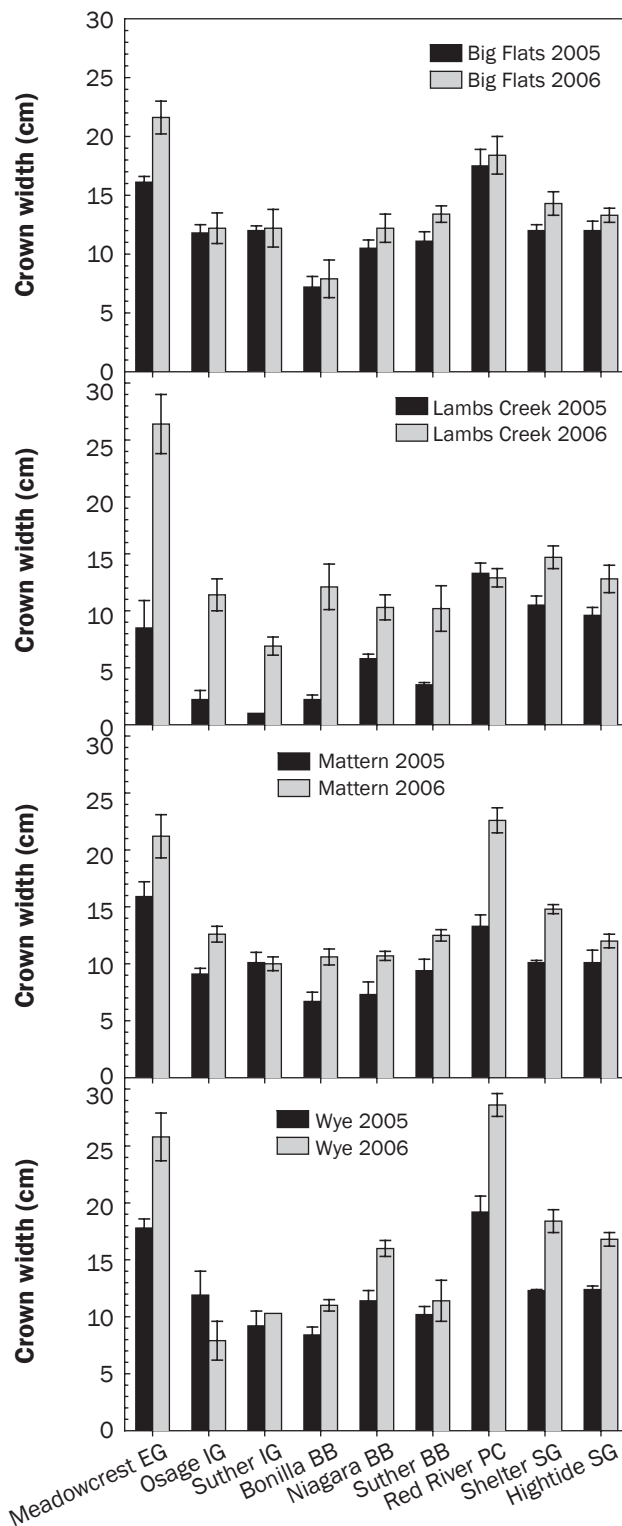 30
25
20
15
10
5
0
Crown width (cm)
Big Flats 2005
Big Flats 2006
30
25
20
15
10
5
0
Crown width (cm)
Lambs Creek 2005
Lambs Creek 2006
30
25
20
15
10
5
0
Crown width (cm)
Mattern 2005
Mattern 2006
30
25
20
15
10
5
0
Crown width (cm)
Wye 2005
Wye 2006
Meadowcrest EG
Osage IG
Suther IG
Bonilla BB
Niagara BB
Suther BB
Red River PC
Shelter SG
Hightide SG